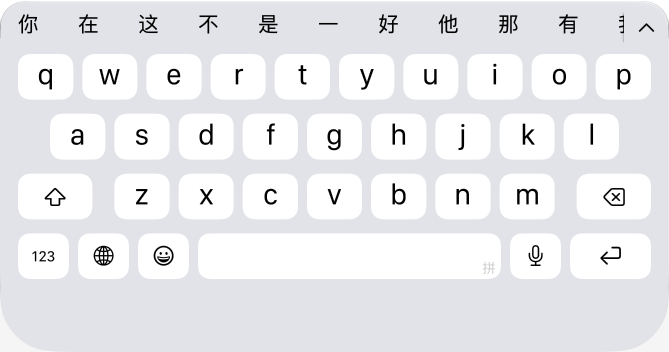 你 在 这 不 是 一 好 他 那 有
q w e r t y u i o p
a s d f g h j k l
z x c v b n m
123
拼